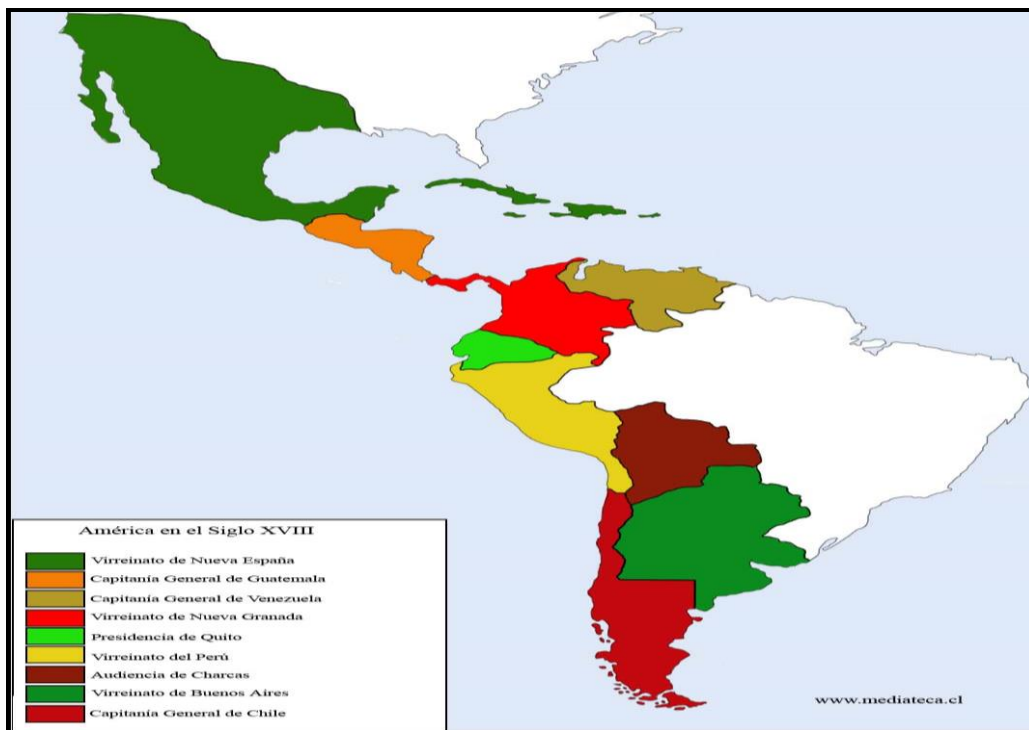 América en el Siglo XVIII
Virreinato de Nueva España
Capitanía General de Guatemala
Capitanía General de Venezuela
Virreinato de Nueva Granada
Presidencia de Quito
Virreinato del Perú
Audiencia de Charcas
Virreinato de Buenos Aires
Capitanía General de Chile
www.mediateca.cl